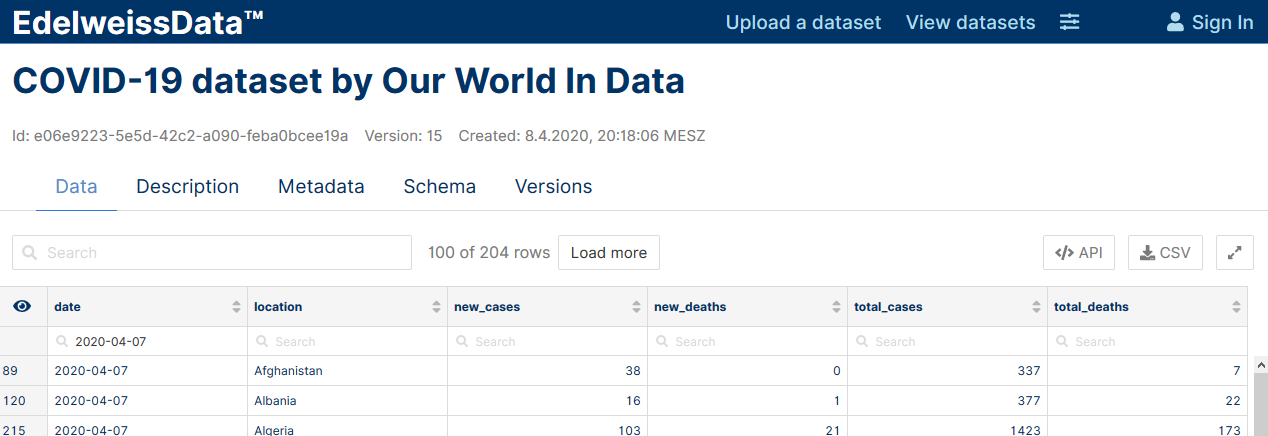 EdelweissData™ Upload a dataset View datasets Sign In
COVID-19 dataset by Our World In Data
Id: e06e9223-5e5d-42c2-a090-feba0bcee19a Version: 15 Created: 8.4.2020, 20:18:06 MESZ
Data Description Metadata Schema Versions
Search 100 of 204 rows Load more </> API CSV
date location new_cases new_deaths total_cases total_deaths
2020-04-07 Search Search Search Search Search
89 2020-04-07 Afghanistan 38 0 337 7
120 2020-04-07 Albania 16 1 377 22
215 2020-04-07 Algeria 103 21 1423 173